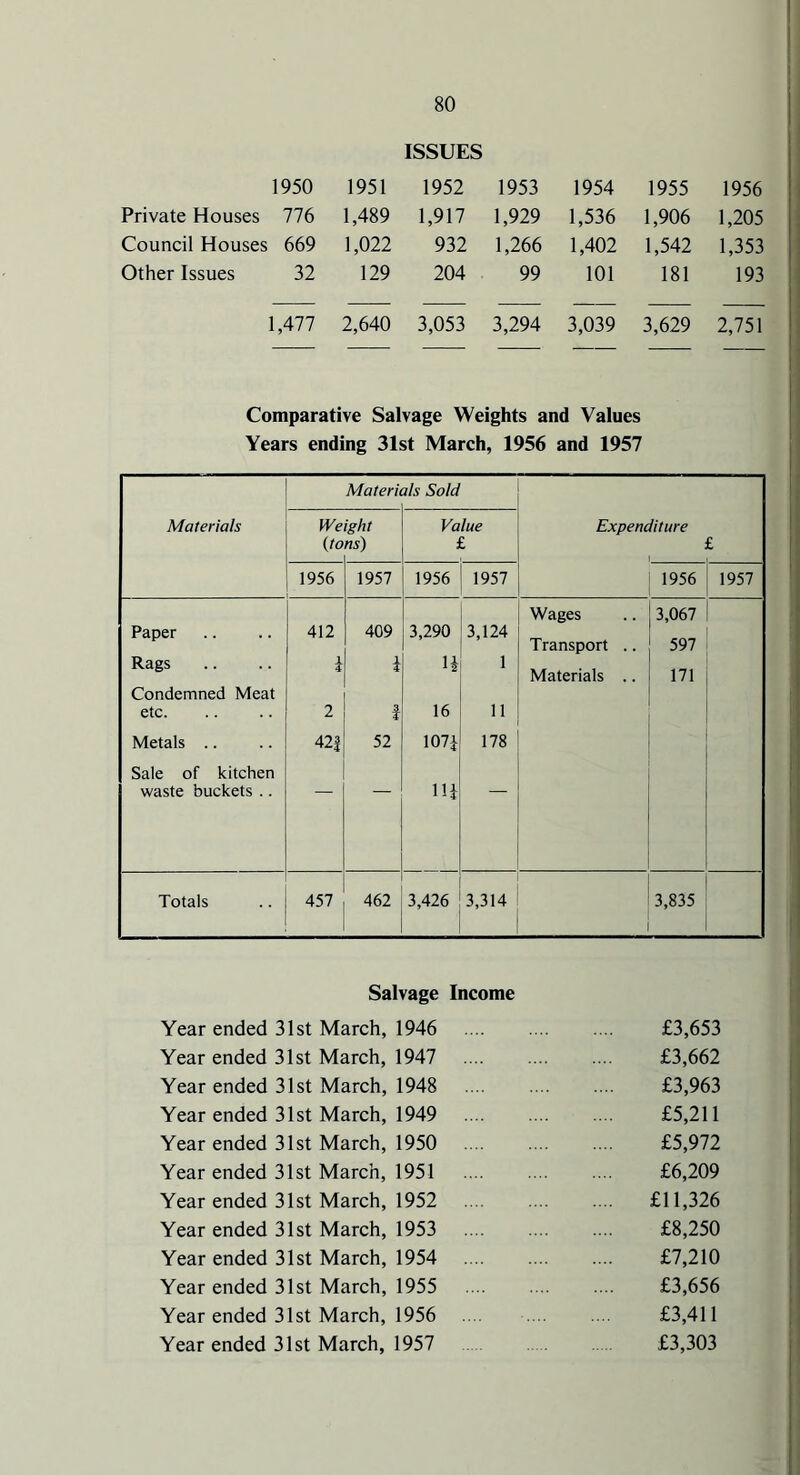 80
ISSUES
1950 1951 1952 1953 1954 1955 1956
Private Houses 776 1,489 1,917 1,929 1,536 1,906 1,205
Council Houses 669 1,022 932 1,266 1,402 1,542 1,353
Other Issues 32 129 204 99 101 181 193
1,477 2,640 3,053 3,294 3,039 3,629 2,751
Comparative Salvage Weights and Values
Years ending 31st March, 1956 and 1957
Materials Sold
Materials Weight Value Expenditure
(tons) £ £
1956 1957 1956 1957 1956 1957
Wages .. 3,067
Paper .. .. 412 409 3,290 3,124
Transport .. 597
Rags .. .. ¼ ¼ 1½ 1
Materials .. 171
Condemned Meat
etc. .. .. 2 ¾ 16 11
Metals .. .. 42¾ 52 107¼ 178
Sale of kitchen
waste buckets .. — — 11¼ —
Totals .. 457 462 3,426 3,314 3,835
Salvage Income
Year ended 31st March, 1946 .... .... .... £3,653
Year ended 31st March, 1947 .... .... .... £3,662
Year ended 31st March, 1948 .... .... .... £3,963
Year ended 31st March, 1949 .... .... .... £5,211
Year ended 31st March, 1950 .... .... .... £5,972
Year ended 31st March, 1951 .... .... .... £6,209
Year ended 31st March, 1952 .... .... .... £11,326
Year ended 31st March, 1953 .... .... .... £8,250
Year ended 31st March, 1954 .... .... .... £7,210
Year ended 31st March, 1955 .... .... .... £3,656
Year ended 31st March, 1956 .... .... .... £3,411
Year ended 31st March, 1957 .... .... .... £3,303